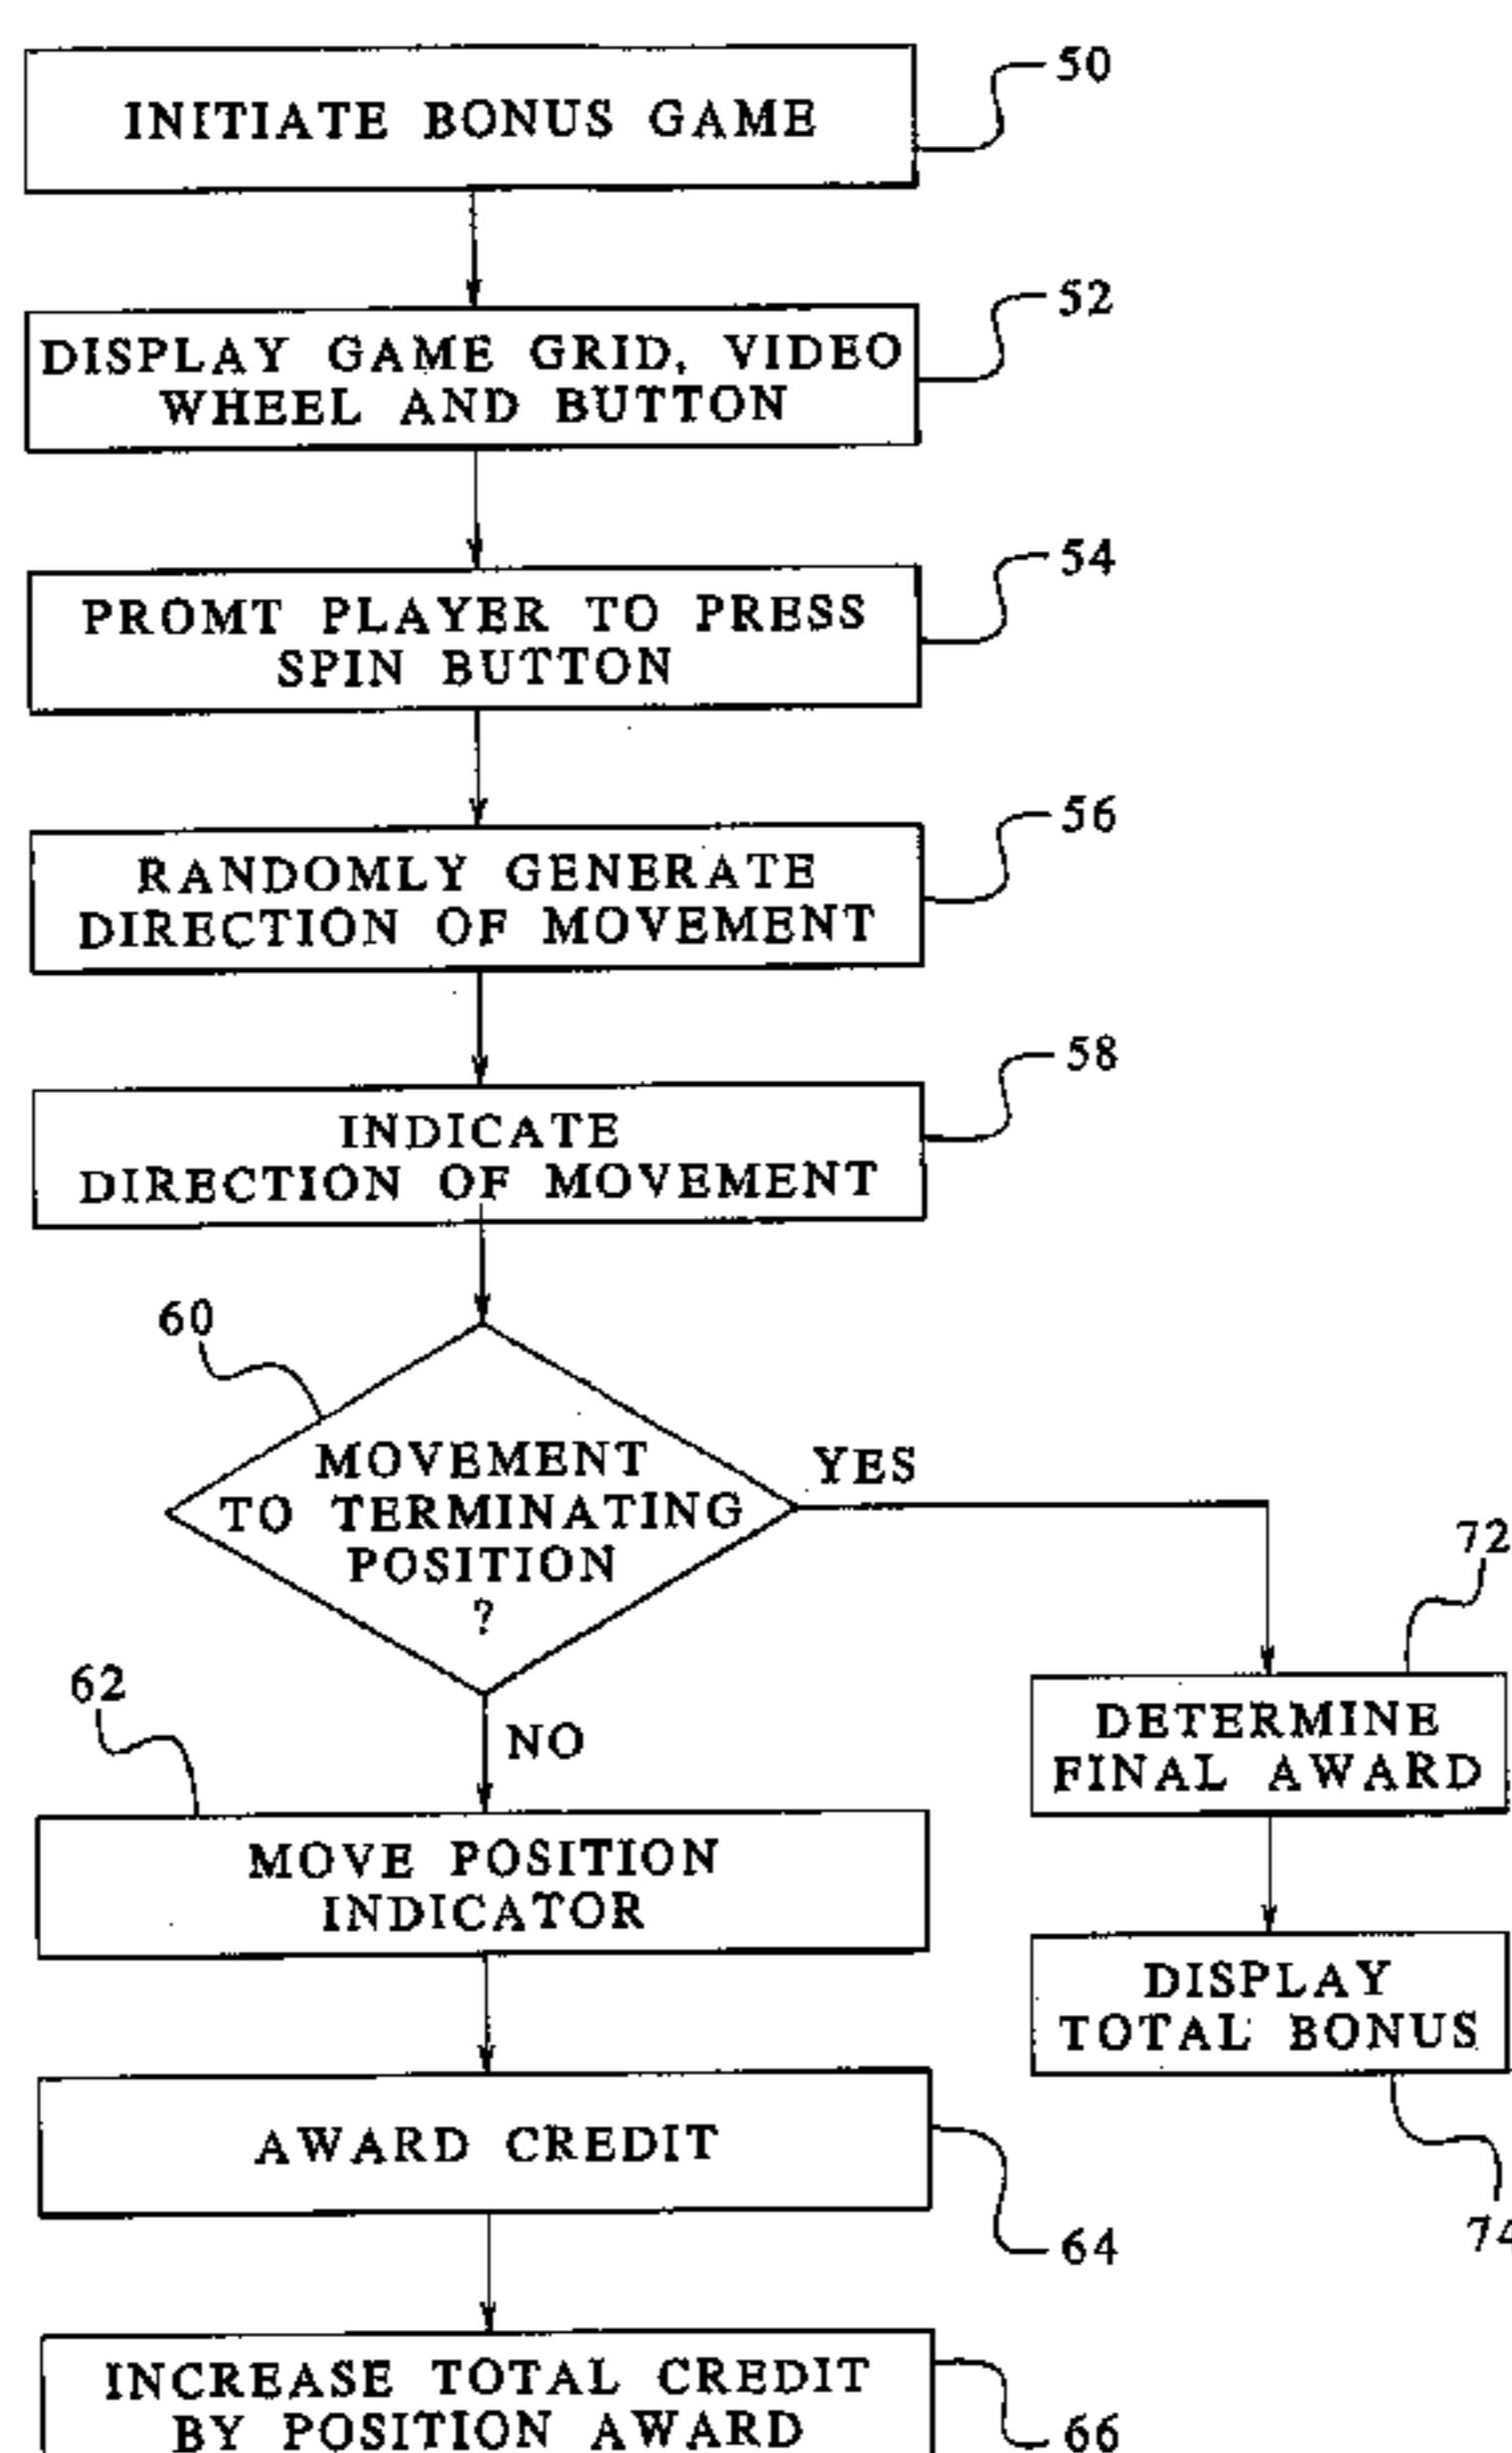 50
INITIATE BONUS GAME
52
DISPLAY GAME GRID, VIDEO
WHEEL AND BUTTON
54
PROMT PLAYER TO PRESS
SPIN BUTTON
56
RANDOMLY GENERATE
DIRECTION OF MOVEMENT
58
INDICATE
DIRECTION OF MOVEMENT
60
MOVEMENT
TO TERMINATING
POSITION
?
YES
NO
72
DETERMINE
FINAL AWARD
DISPLAY
TOTAL BONUS
74
62
MOVE POSITION
INDICATOR
AWARD CREDIT
64
INCREASE TOTAL CREDIT
BY POSITION AWARD
66